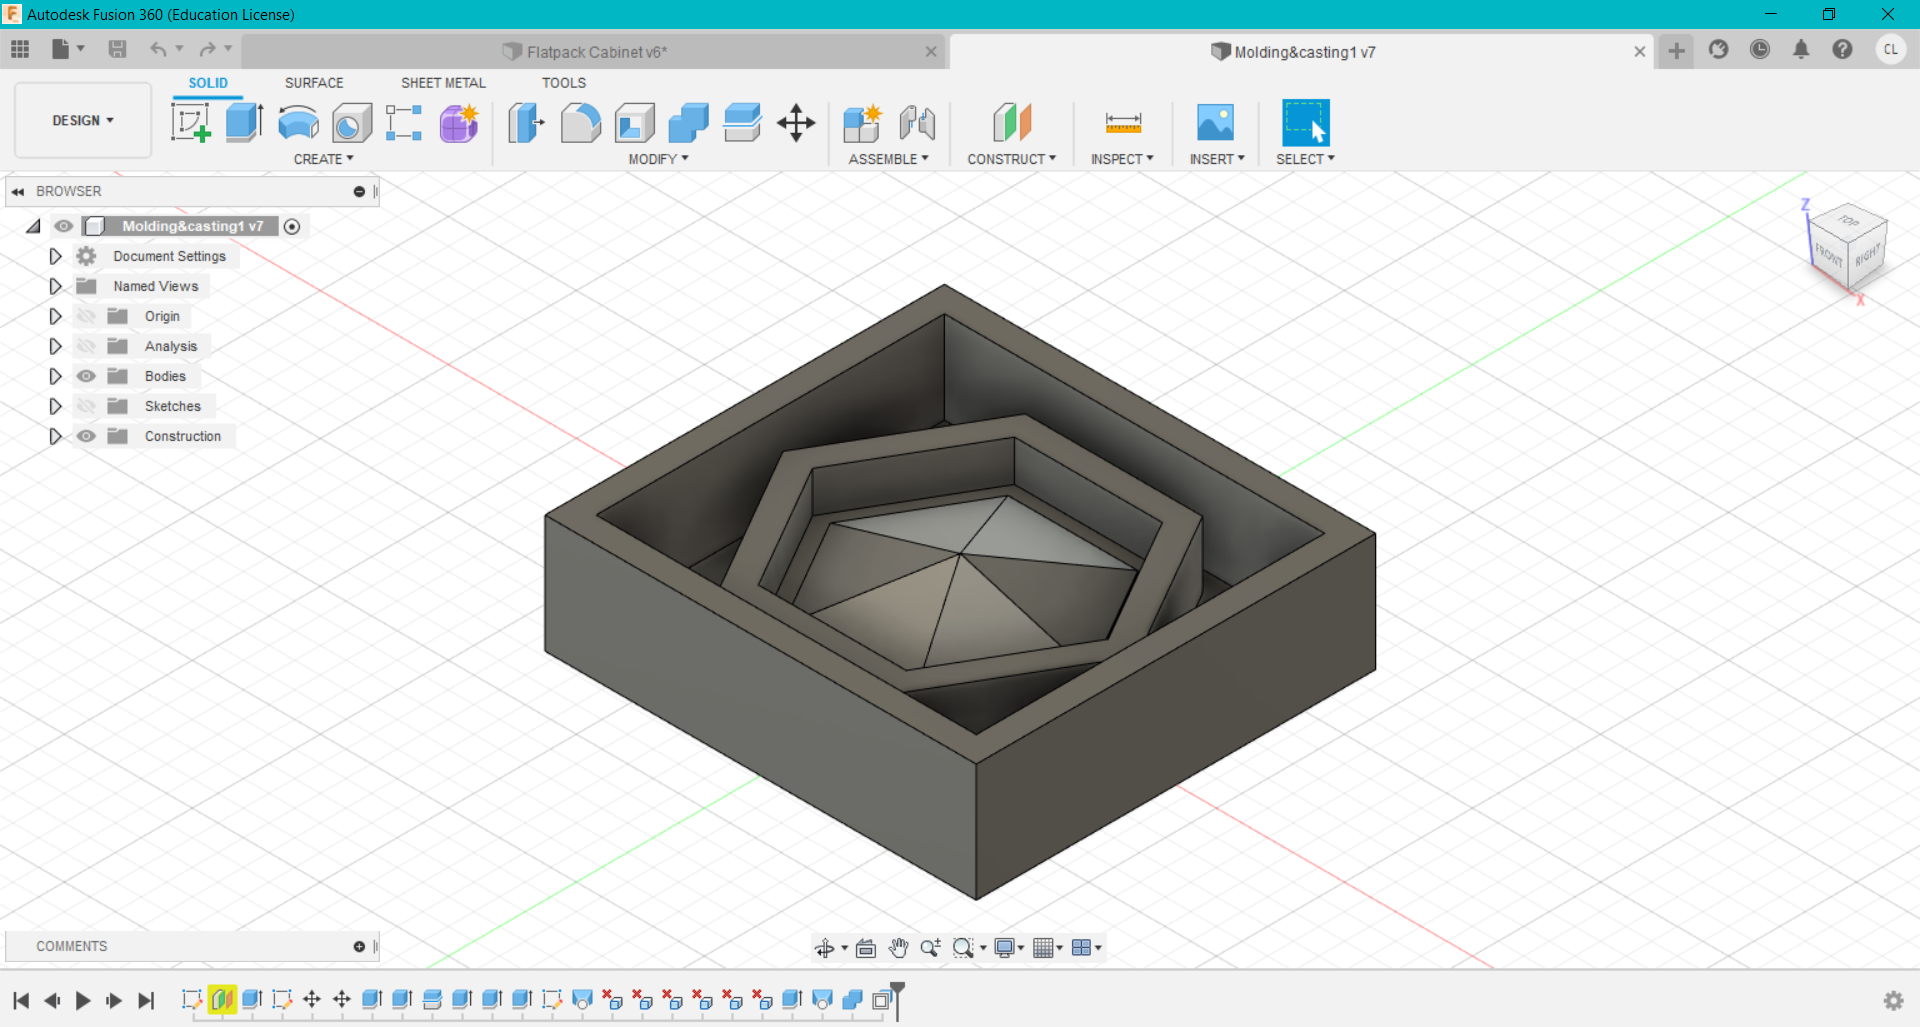 Autodesk Fusion 360 (Education License)
Flatpack Cabinet v6*
Molding&casting1 v7
CL
DESIGN
SOLID SURFACE SHEET METAL TOOLS
CREATE MODIFY ASSEMBLE CONSTRUCT INSPECT INSERT SELECT
BROWSER
Molding&casting1 v7
Document Settings
Named Views
Origin
Analysis
Bodies
Sketches
Construction
Z
TOP
FRONT
RIGHT
X
COMMENTS